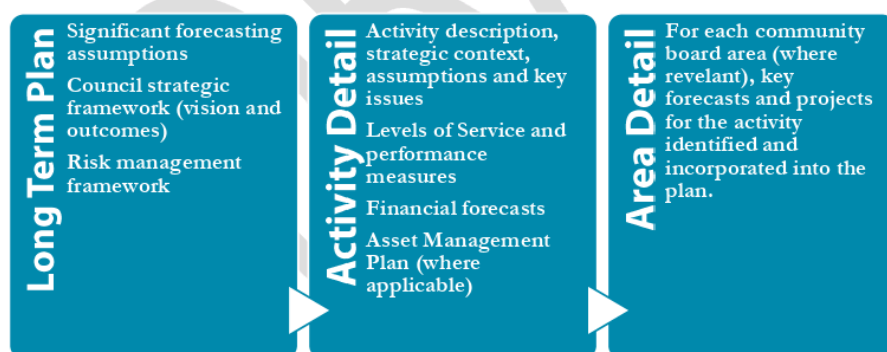 Long Term Plan
Significant forecasting
assumptions
Council strategic
framework (vision and
outcomes)
Risk management
framework
Activity Detail
Activity description,
strategic context,
assumptions and key
issues
Levels of Service and
performance
measures
Financial forecasts
Asset Management
Plan (where
applicable)
Area Detail
For each community
board area (where
revelant), key
forecasts and projects
for the activity
identified and
incorporated into the
plan.